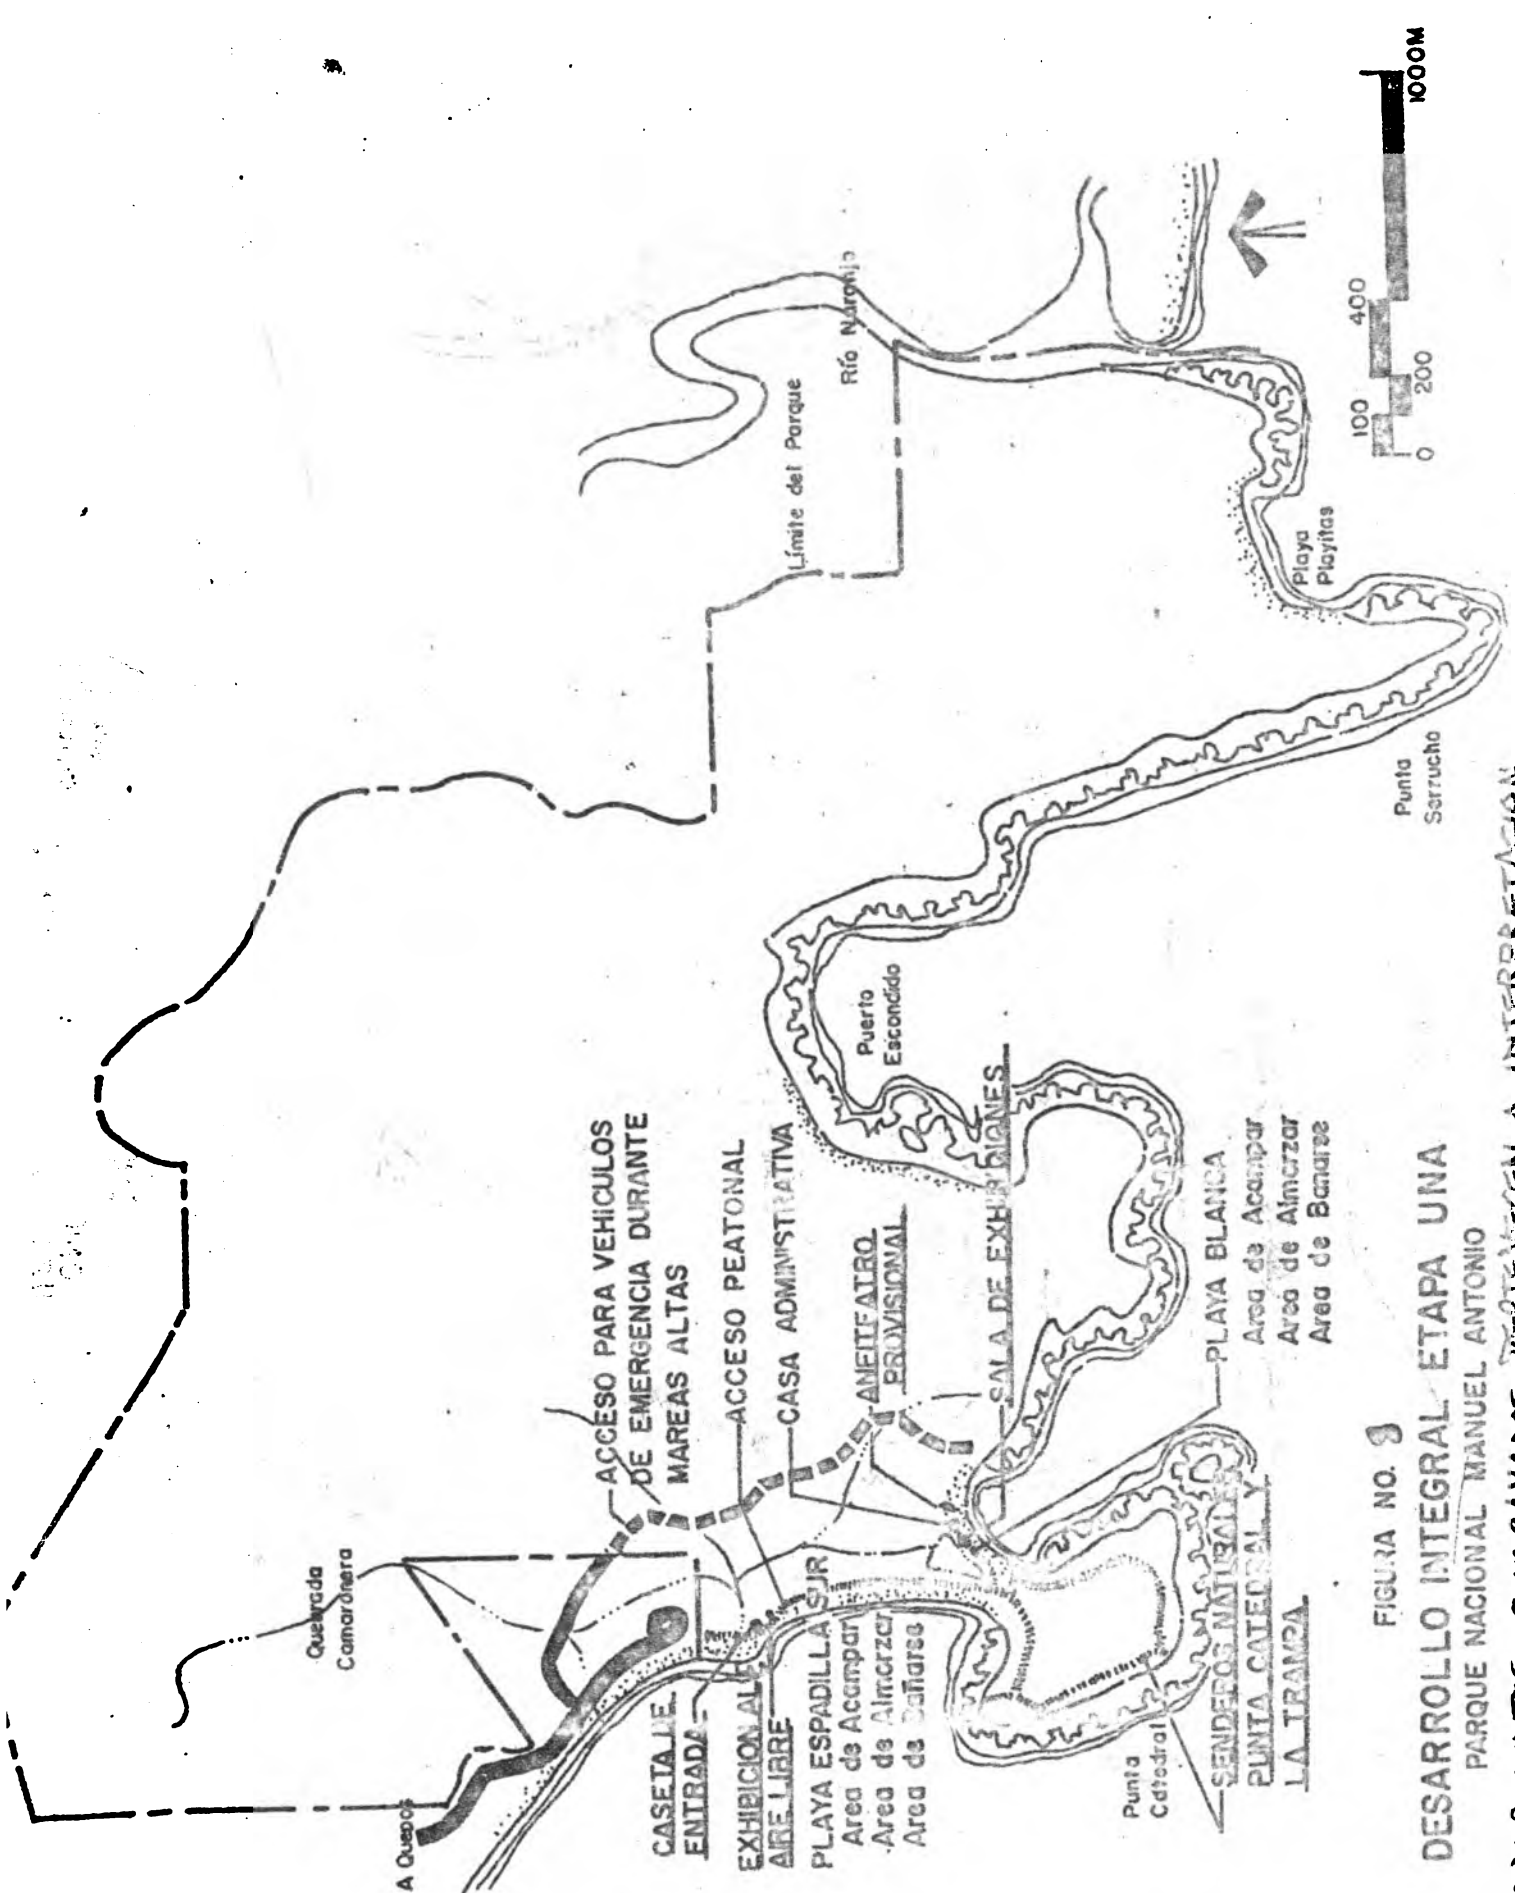 A Quepos
Quebrada
Camaronera
ACCESO PARA VEHICULOS
DE EMERGENCIA DURANTE
MAREAS ALTAS
ACCESO PEATONAL
CASA ADMINISTRATIVA
ANFITEATRO
PROVISIONAL
SALA DE EXHIBICIONES
CASETA DE
ENTRADA
EXHIBICION AL
AIRE LIBRE
PLAYA ESPADILLA SUR
Area de Acampar
Area de Almorzar
Area de Bañarse
Punta
Catedral
SENDEROS NATURALES
PUNTA CATEDRAL Y
LA TRAMPA
PLAYA BLANCA
Area de Acampar
Area de Almorzar
Area de Banarse
Puerto
Escondido
Límite del Parque
Río Naranjo
Playa
Playitas
Punta
Serrucho
0 100 200 400 1000M
FIGURA NO. 8
DESARROLLO INTEGRAL ETAPA UNA
PARQUE NACIONAL MANUEL ANTONIO
INTERPRETACION